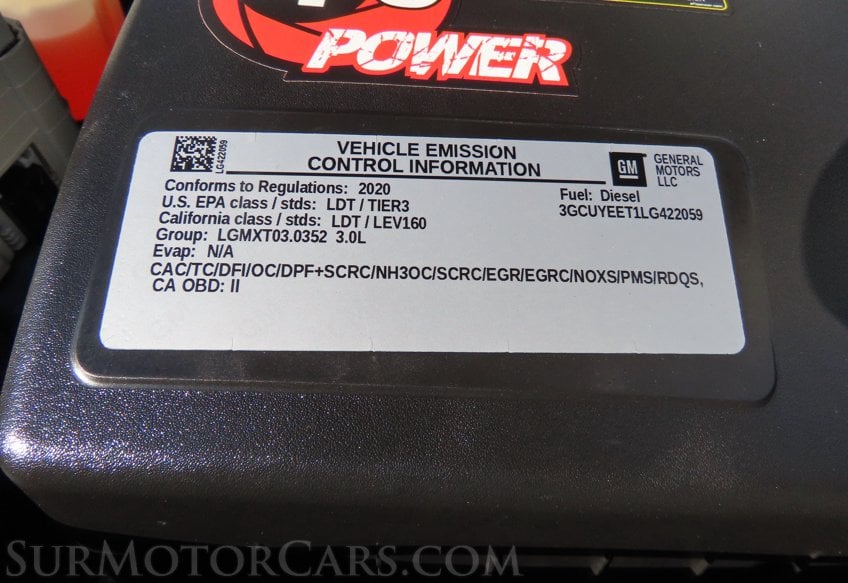 POWER
LG422059
VEHICLE EMISSION
CONTROL INFORMATION
GM
GENERAL
MOTORS
LLC
Conforms to Regulations: 2020
U.S. EPA class / stds: LDT / TIER3
California class / stds: LDT / LEV160
Group: LGMXT03.0352 3.0L
Evap: N/A
Fuel: Diesel
3GCUYEET1LG422059
CAC/TC/DFI/OC/DPF+SCRC/NH3OC/SCRC/EGR/EGRC/NOXS/PMS/RDQS,
CA OBD: II
SURMOTORCARS.COM